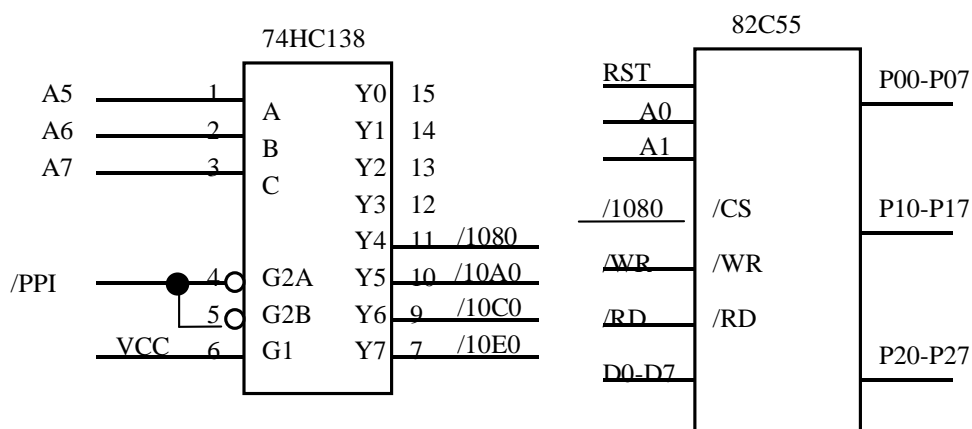 74HC138
A5 1 A Y0 15
A6 2 B Y1 14
A7 3 C Y2 13
Y3 12
Y4 11 /1080
/PPI 4 G2A Y5 10 /10A0
5 G2B Y6 9 /10C0
VCC 6 G1 Y7 7 /10E0
82C55
RST P00-P07
A0
A1
/1080 /CS P10-P17
/WR /WR
/RD /RD
D0-D7 P20-P27